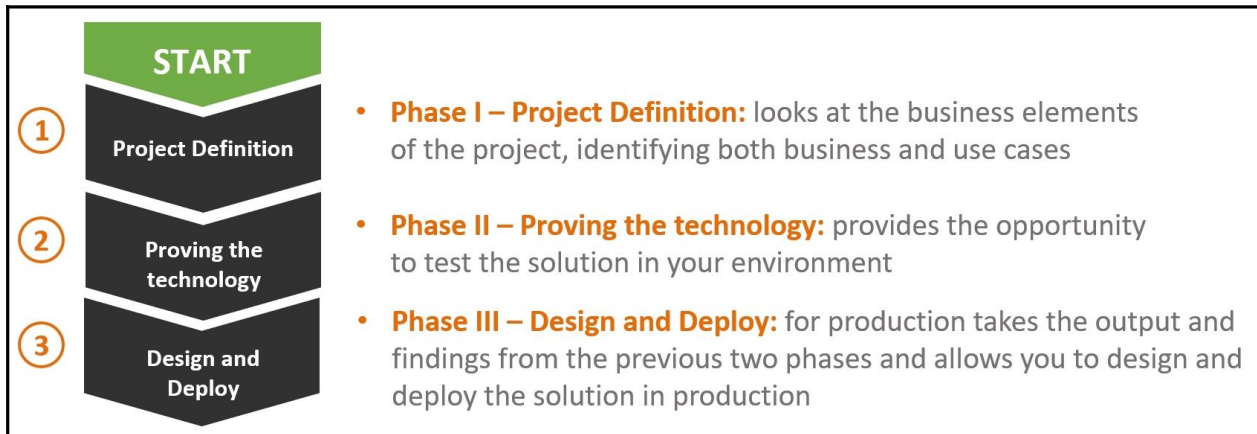 START
1
Project Definition
• Phase I – Project Definition: looks at the business elements
of the project, identifying both business and use cases
2
Proving the
technology
• Phase II – Proving the technology: provides the opportunity
to test the solution in your environment
3
Design and
Deploy
• Phase III – Design and Deploy: for production takes the output and
findings from the previous two phases and allows you to design and
deploy the solution in production